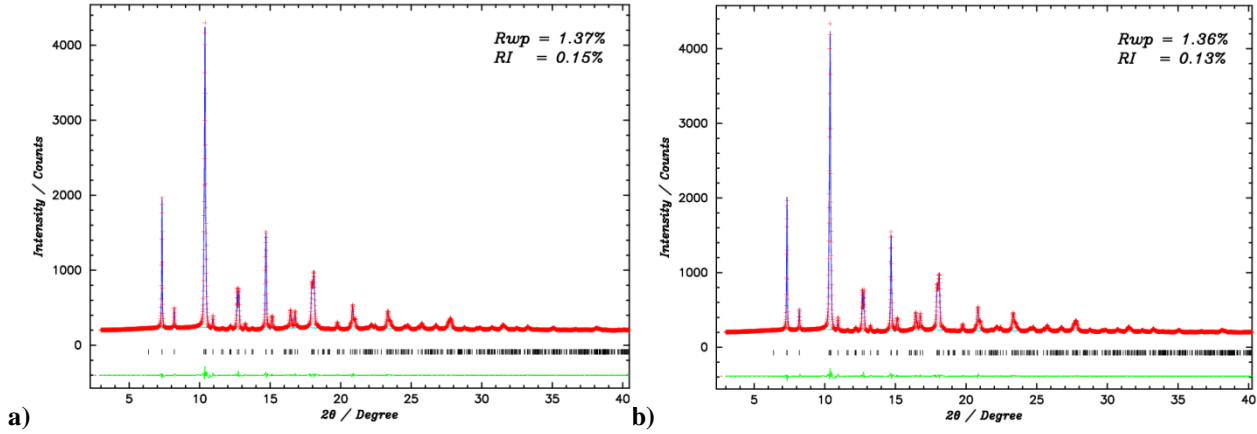 Rwp = 1.37%
RI = 0.15%
4000
3000
2000
1000
0
Intensity / Counts
5 10 15 20 25 30 35 40
2θ / Degree
a)
Rwp = 1.36%
RI = 0.13%
4000
3000
2000
1000
0
Intensity / Counts
5 10 15 20 25 30 35 40
2θ / Degree
b)